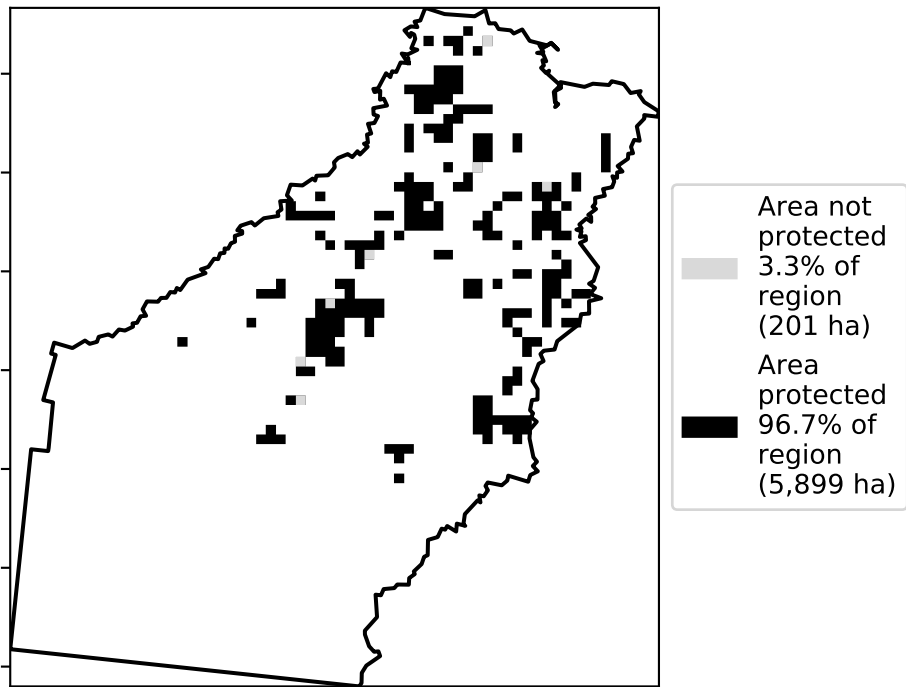 Area not
protected
3.3% of
region
(201 ha)
Area
protected
96.7% of
region
(5,899 ha)